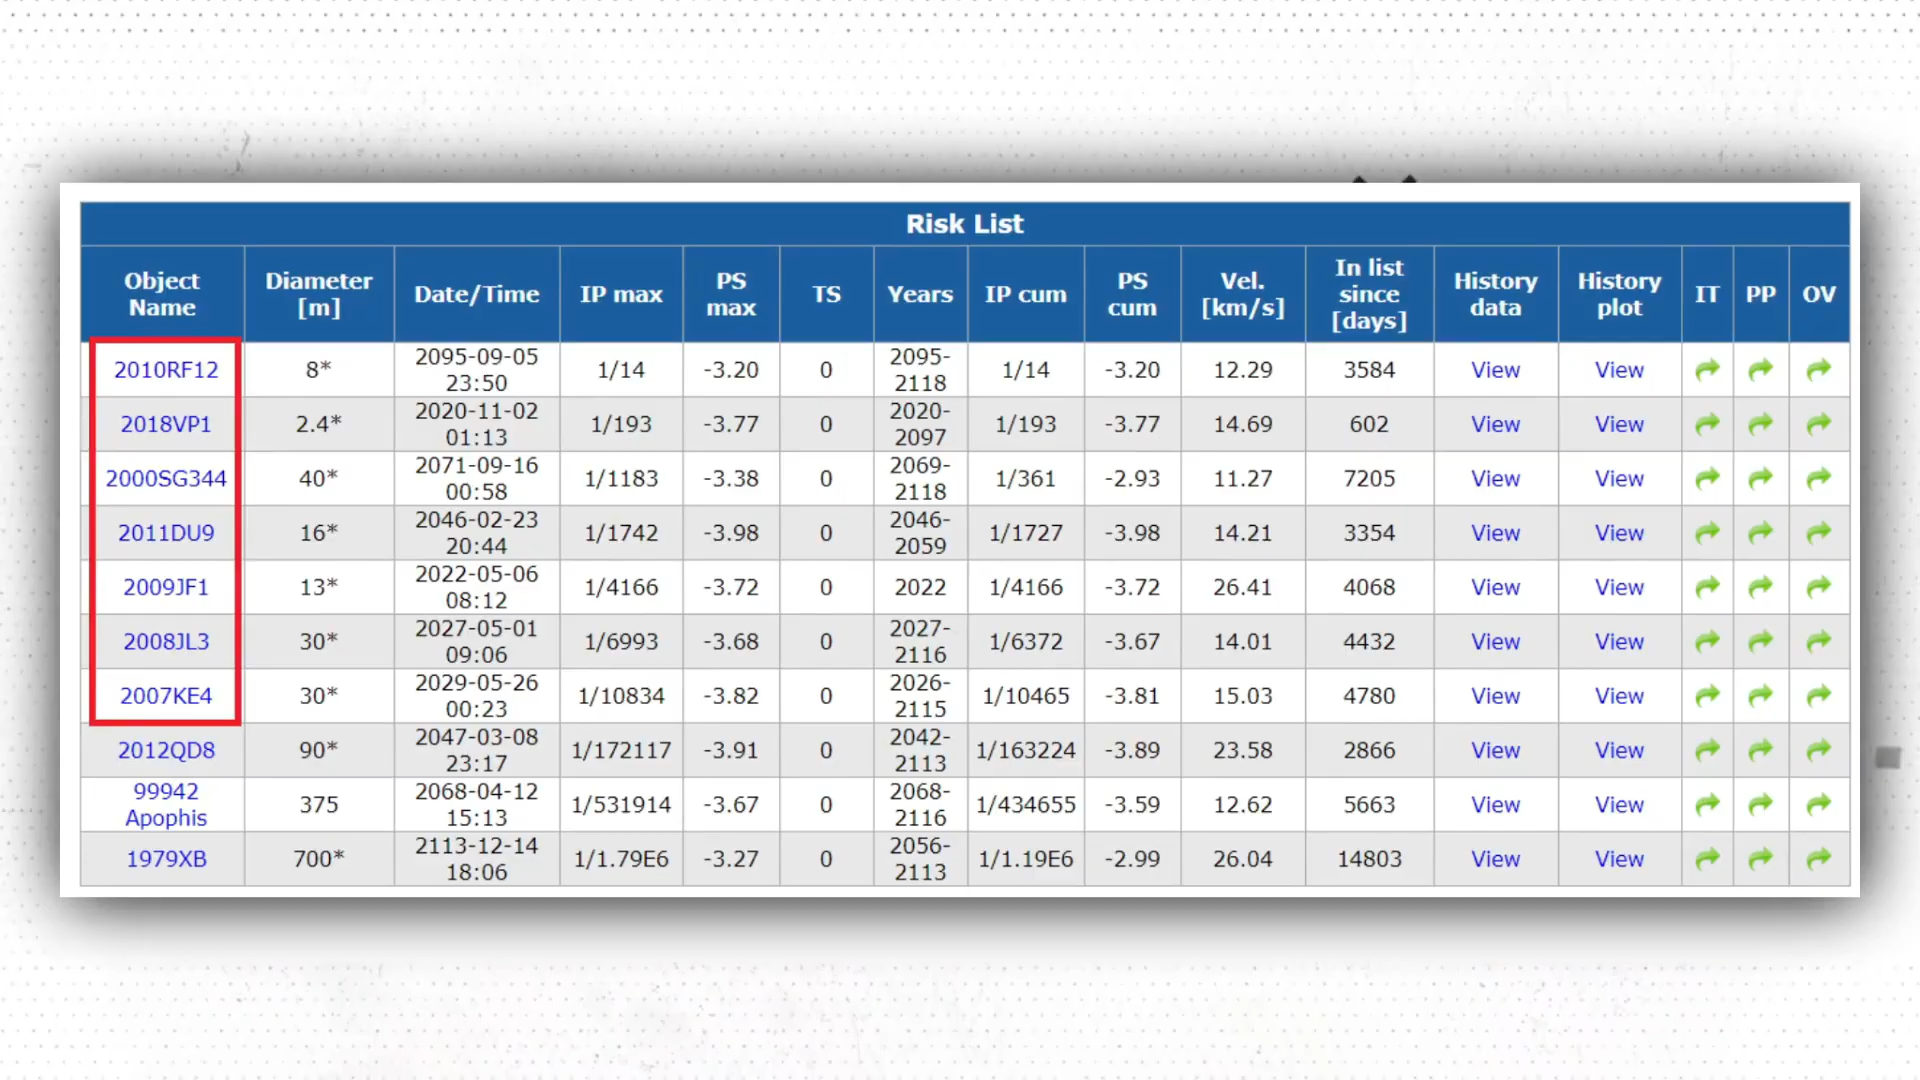 Risk List
Object Name Diameter [m] Date/Time IP max PS max TS Years IP cum PS cum Vel. [km/s] In list since [days] History data History plot IT PP OV
2010RF12 8* 2095-09-05 23:50 1/14 -3.20 0 2095-2118 1/14 -3.20 12.29 3584 View View
2018VP1 2.4* 2020-11-02 01:13 1/193 -3.77 0 2020-2097 1/193 -3.77 14.69 602 View View
2000SG344 40* 2071-09-16 00:58 1/1183 -3.38 0 2069-2118 1/361 -2.93 11.27 7205 View View
2011DU9 16* 2046-02-23 20:44 1/1742 -3.98 0 2046-2059 1/1727 -3.98 14.21 3354 View View
2009JF1 13* 2022-05-06 08:12 1/4166 -3.72 0 2022 1/4166 -3.72 26.41 4068 View View
2008JL3 30* 2027-05-01 09:06 1/6993 -3.68 0 2027-2116 1/6372 -3.67 14.01 4432 View View
2007KE4 30* 2029-05-26 00:23 1/10834 -3.82 0 2026-2115 1/10465 -3.81 15.03 4780 View View
2012QD8 90* 2047-03-08 23:17 1/172117 -3.91 0 2042-2113 1/163224 -3.89 23.58 2866 View View
99942 Apophis 375 2068-04-12 15:13 1/531914 -3.67 0 2068-2116 1/434655 -3.59 12.62 5663 View View
1979XB 700* 2113-12-14 18:06 1/1.79E6 -3.27 0 2056-2113 1/1.19E6 -2.99 26.04 14803 View View